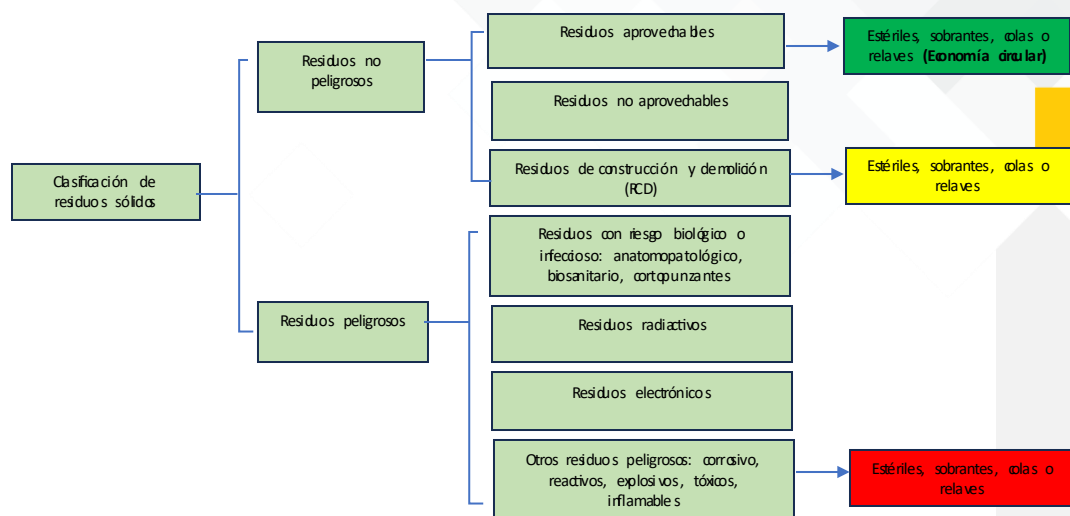 Clasificación de
residuos sólidos
Residuos no
peligrosos
Residuos aprovechables
Estériles, sobrantes, colas o
relaves (Economía circular)
Residuos no aprovechables
Residuos de construcción y demolición
(RCD)
Estériles, sobrantes, colas o
relaves
Residuos peligrosos
Residuos con riesgo biológico o
infeccioso: anatomopatológico,
biosanitario, cortopunzantes
Residuos radiactivos
Residuos electrónicos
Otros residuos peligrosos: corrosivo,
reactivos, explosivos, tóxicos,
inflamables
Estériles, sobrantes, colas o
relaves